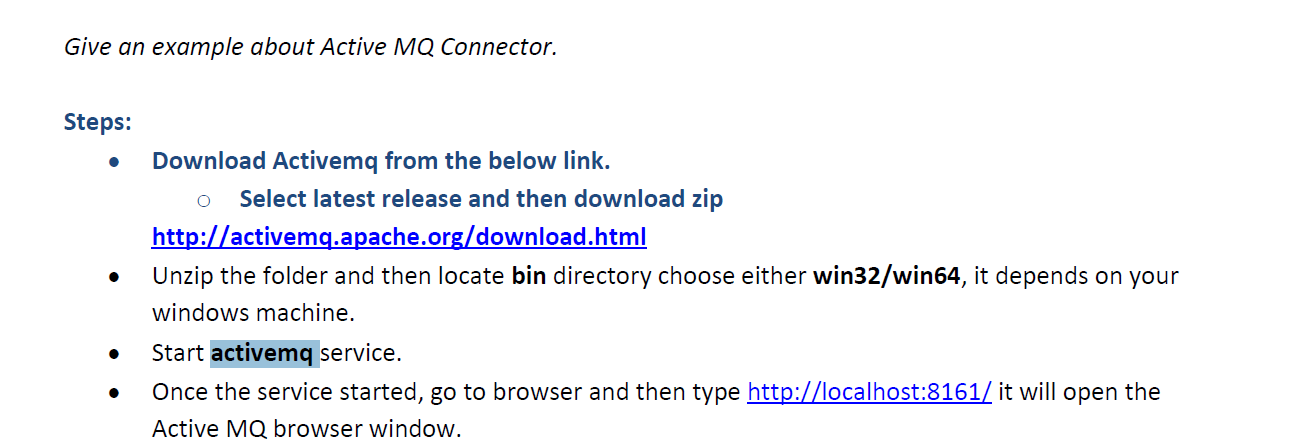 Give an example about Active MQ Connector.
Steps:
● Download Activemq from the below link.
○ Select latest release and then download zip
http://activemq.apache.org/download.html
● Unzip the folder and then locate bin directory choose either win32/win64, it depends on your
windows machine.
● Start activemq service.
● Once the service started, go to browser and then type http://localhost:8161/ it will open the
Active MQ browser window.